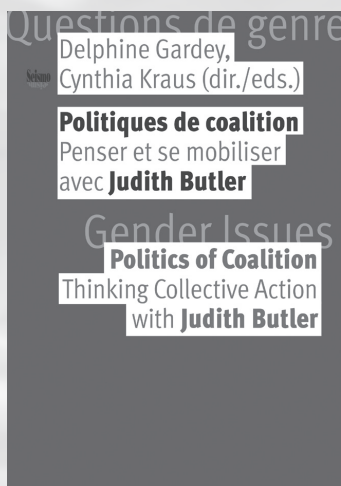 Questions de genre
Delphine Gardey,
Seismo
Cynthia Kraus (dir./eds.)
Politiques de coalition
Penser et se mobiliser
avec Judith Butler
Gender Issues
Politics of Coalition
Thinking Collective Action
with Judith Butler